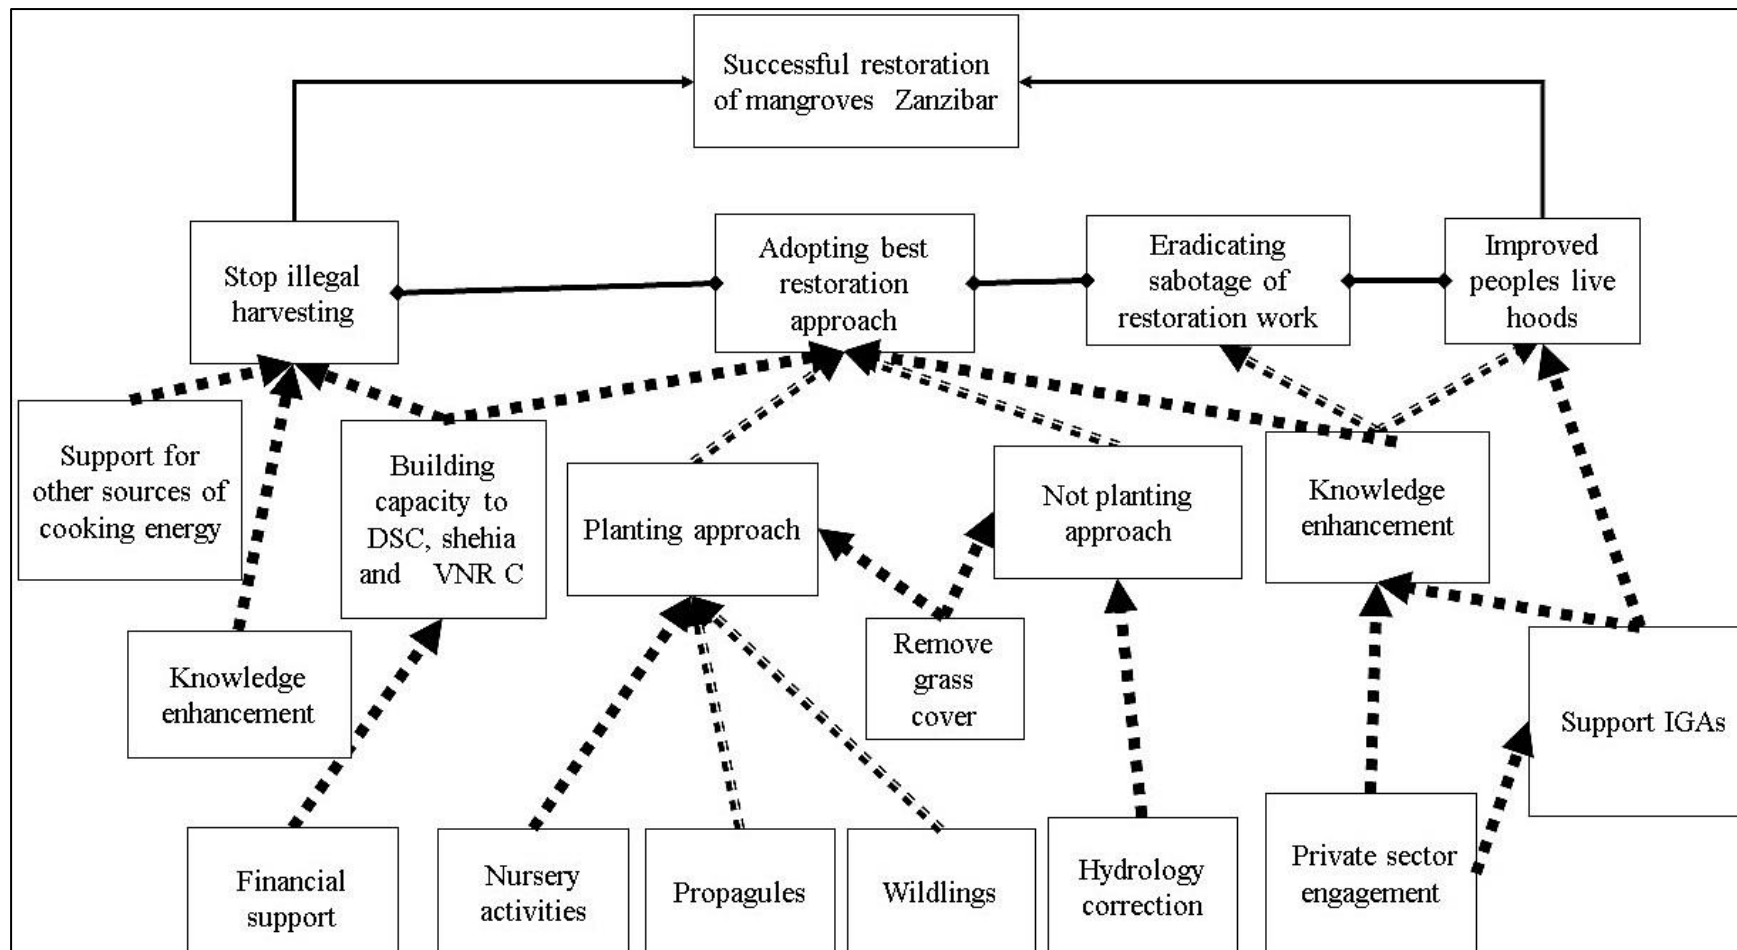 Successful restoration
of mangroves Zanzibar
Stop illegal
harvesting
Adopting best
restoration
approach
Eradicating
sabotage of
restoration work
Improved
peoples live
hoods
Support for
other sources of
cooking energy
Building
capacity to
DSC, shehia
and VNR C
Planting approach
Not planting
approach
Knowledge
enhancement
Knowledge
enhancement
Remove
grass
cover
Support IGAs
Financial
support
Nursery
activities
Propagules
Wildlings
Hydrology
correction
Private sector
engagement